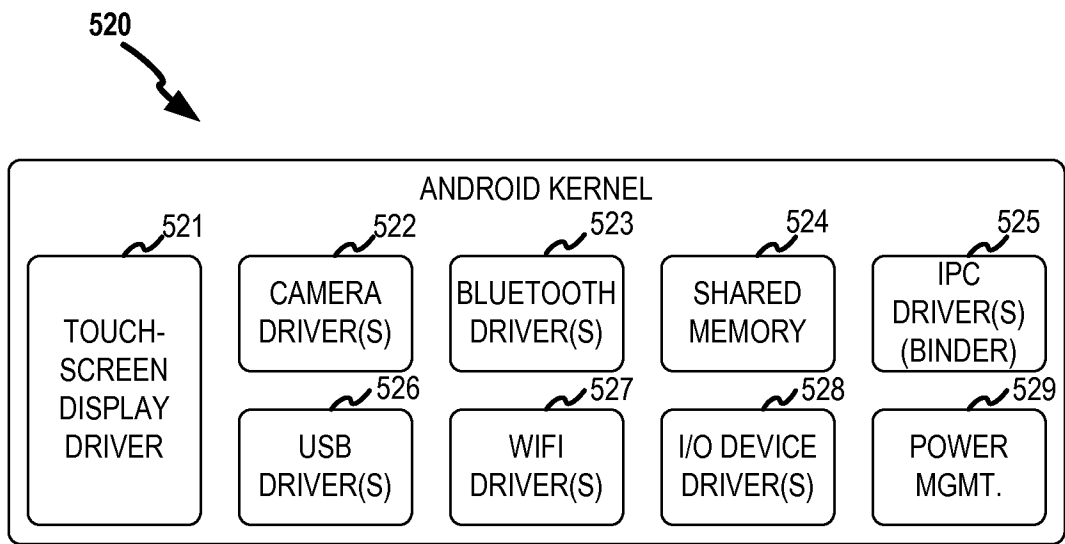 520
ANDROID KERNEL
521
522
523
524
525
TOUCH-
SCREEN
DISPLAY
DRIVER
CAMERA
DRIVER(S)
BLUETOOTH
DRIVER(S)
SHARED
MEMORY
IPC
DRIVER(S)
(BINDER)
526
527
528
529
USB
DRIVER(S)
WIFI
DRIVER(S)
I/O DEVICE
DRIVER(S)
POWER
MGMT.